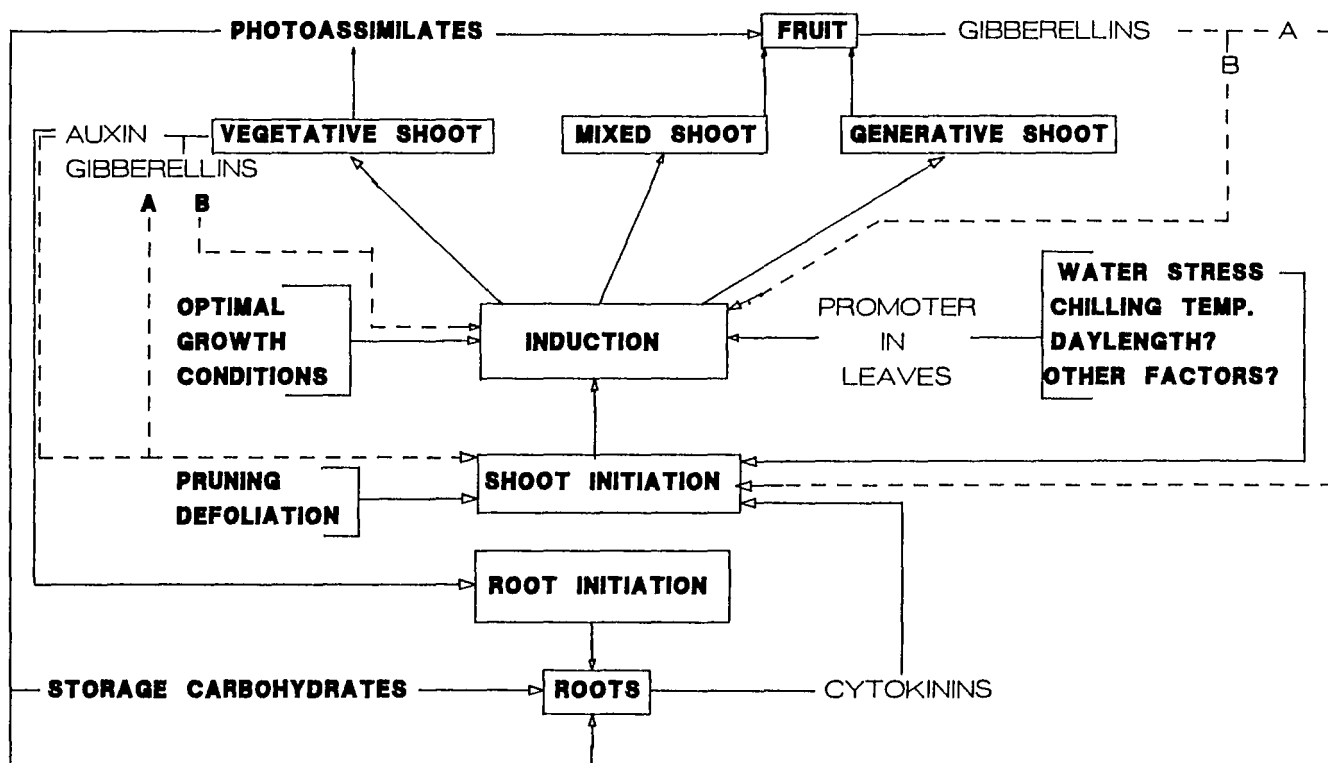 PHOTOASSIMILATES
FRUIT
GIBBERELLINS
A
B
AUXIN
GIBBERELLINS
A B
VEGETATIVE SHOOT
MIXED SHOOT
GENERATIVE SHOOT
OPTIMAL
GROWTH
CONDITIONS
INDUCTION
PROMOTER
IN
LEAVES
WATER STRESS
CHILLING TEMP.
DAYLENGTH?
OTHER FACTORS?
PRUNING
DEFOLIATION
SHOOT INITIATION
ROOT INITIATION
STORAGE CARBOHYDRATES
ROOTS
CYTOKININS